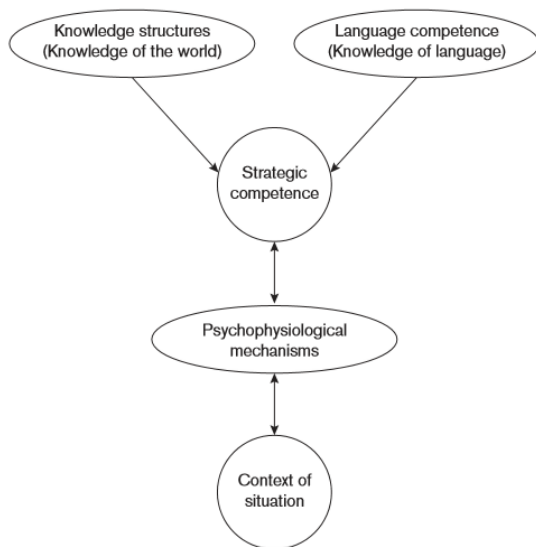 Knowledge structures
(Knowledge of the world)
Language competence
(Knowledge of language)
Strategic
competence
Psychophysiological
mechanisms
Context of
situation